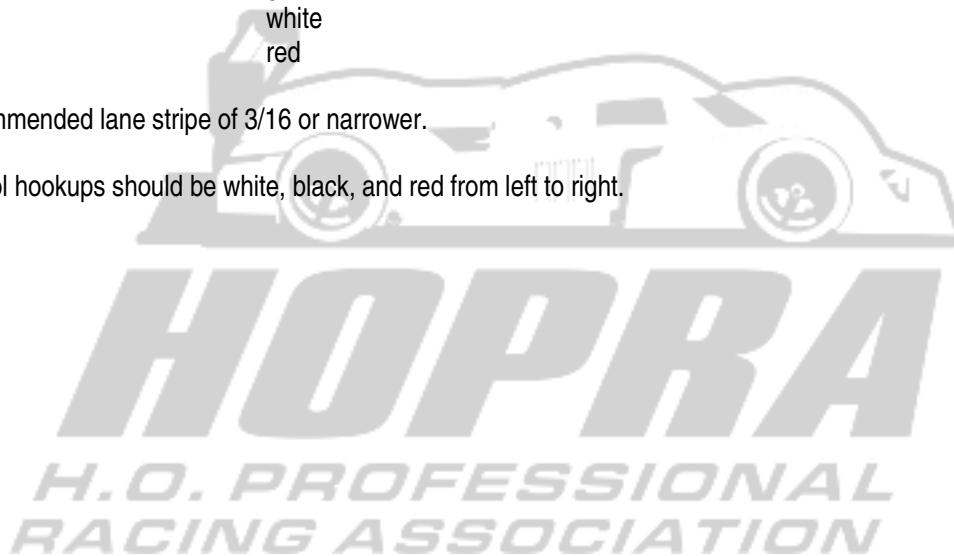 white
red
nmended lane stripe of 3/16 or narrower.
ol hookups should be white, black, and red from left to right.
HOPRA
H.O. PROFESSIONAL
RACING ASSOCIATION